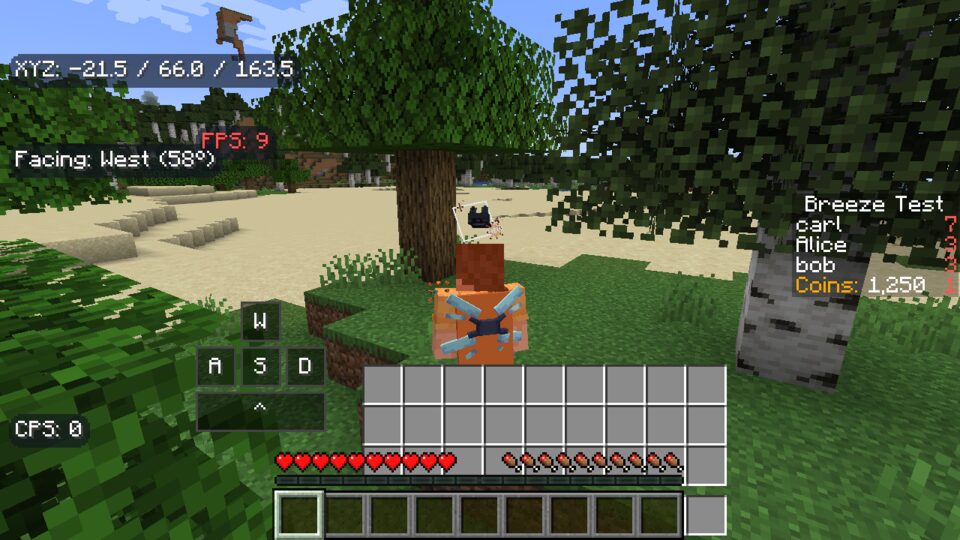 XYZ: -21.5 / 66.0 / 163.5
FPS: 9
Facing: West (58°)
Breeze Test
carl 7
Alice 3
bob 3
Coins: 1,250 1
W
A S D
^
CPS: 0